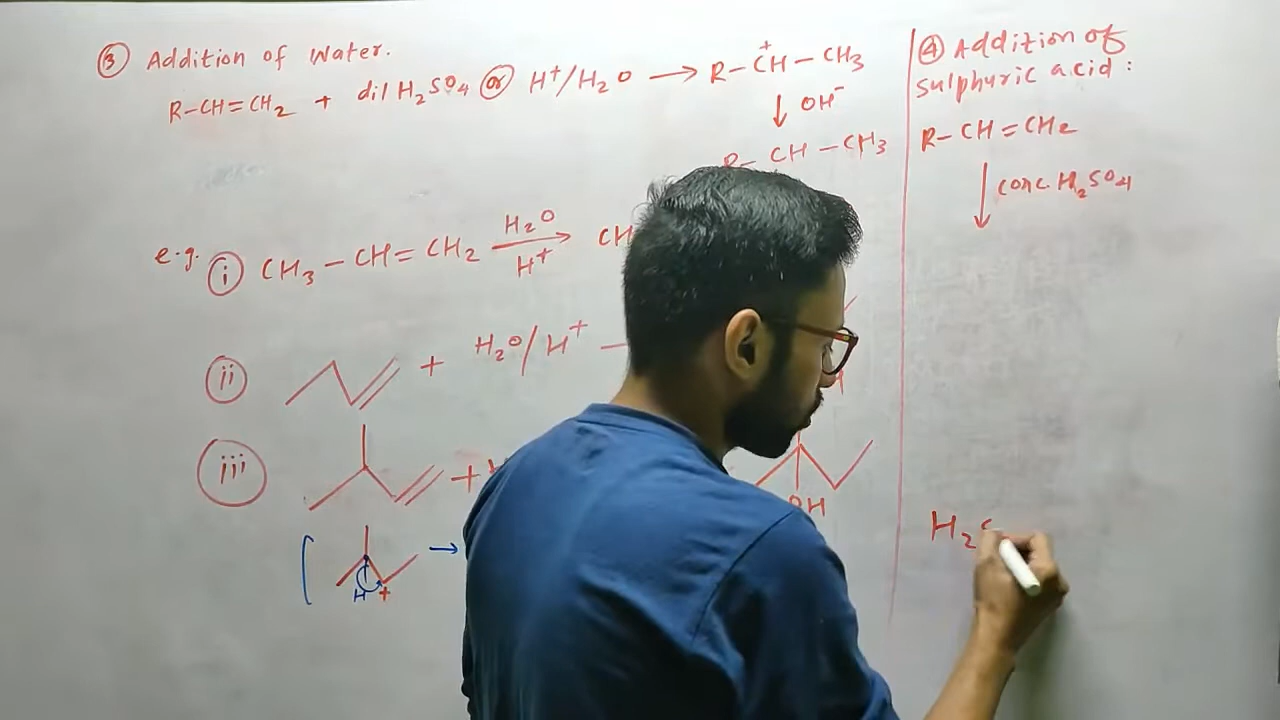 ③ Addition of Water.
R-CH=CH₂ + dil H₂SO₄ or H⁺/H₂O → R-C⁺H-CH₃
↓ OH⁻
R-CH-CH₃
e.g. (i) CH₃-CH=CH₂ H₂O → H⁺ CH
(ii) + H₂O/H⁺ —
(iii) +
OH
[ H + →
④ Addition of
sulphuric acid:
R-CH=CH₂
↓ conc. H₂SO₄
H₂S